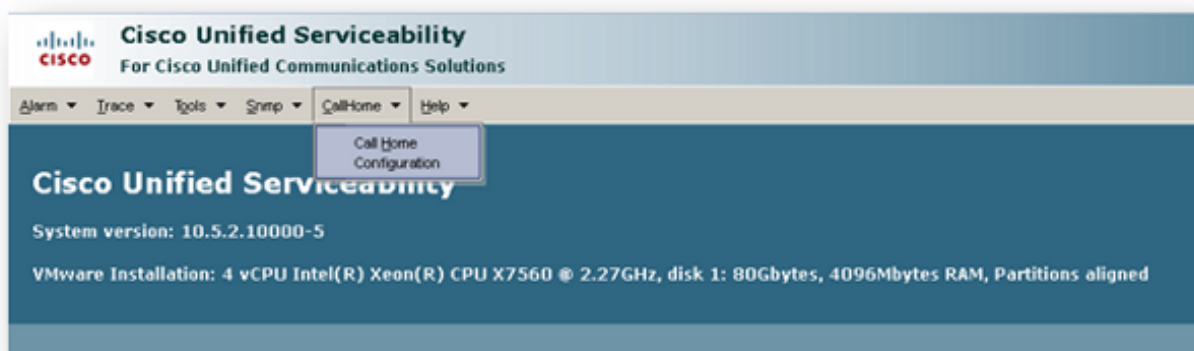 CISCO
Cisco Unified Serviceability
For Cisco Unified Communications Solutions
Alarm Trace Tools Snmp CallHome Help
Call Home
Configuration
Cisco Unified Serviceability
System version: 10.5.2.10000-5
VMware Installation: 4 vCPU Intel(R) Xeon(R) CPU X7560 @ 2.27GHz, disk 1: 80Gbytes, 4096Mbytes RAM, Partitions aligned